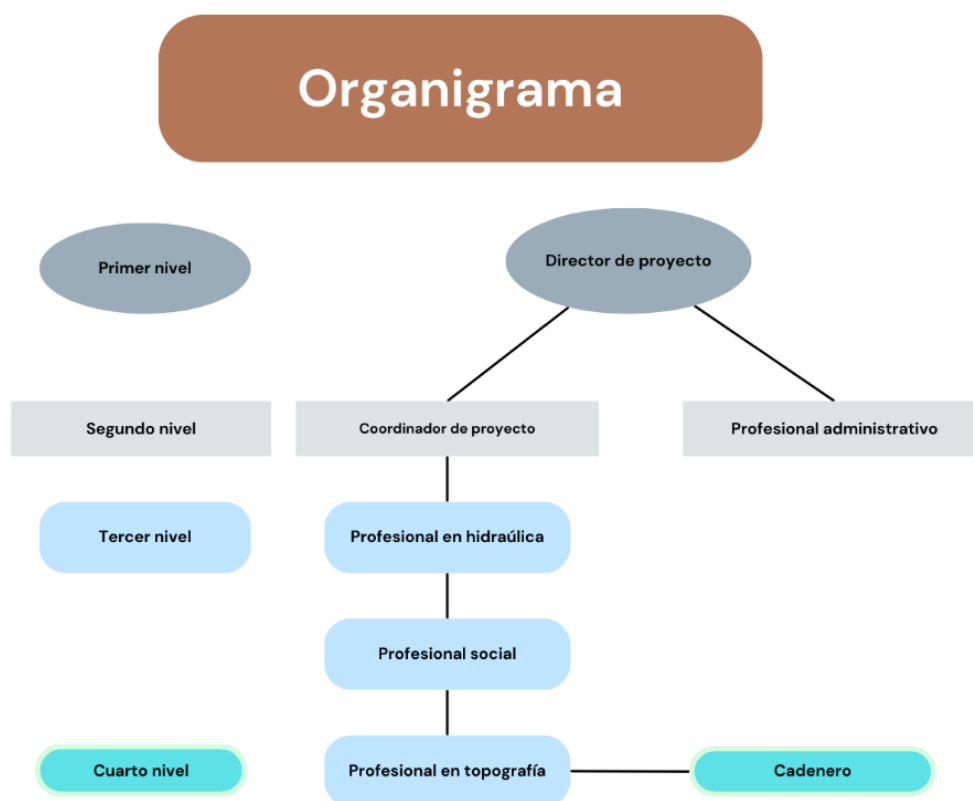 Organigrama
Primer nivel
Director de proyecto
Segundo nivel
Coordinador de proyecto
Profesional administrativo
Tercer nivel
Profesional en hidraúlica
Profesional social
Cuarto nivel
Profesional en topografía
Cadenero